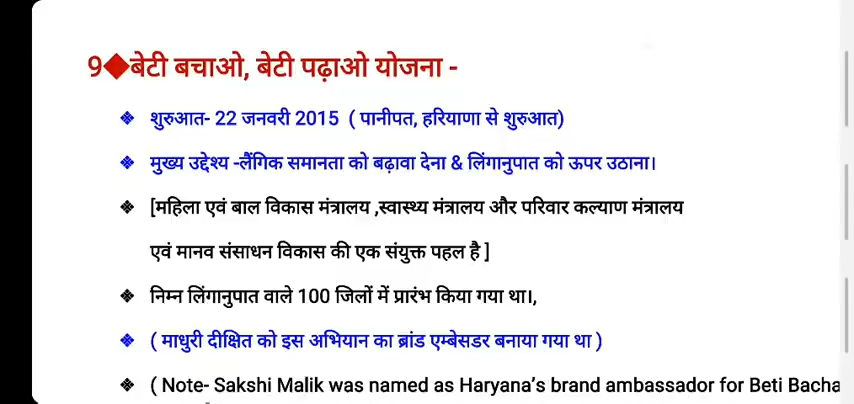 9◆बेटी बचाओ, बेटी पढ़ाओ योजना -
❖ शुरुआत- 22 जनवरी 2015 ( पानीपत, हरियाणा से शुरुआत)
❖ मुख्य उद्देश्य -लैंगिक समानता को बढ़ावा देना & लिंगानुपात को ऊपर उठाना।
❖ [महिला एवं बाल विकास मंत्रालय ,स्वास्थ्य मंत्रालय और परिवार कल्याण मंत्रालय
एवं मानव संसाधन विकास की एक संयुक्त पहल है ]
❖ निम्न लिंगानुपात वाले 100 जिलों में प्रारंभ किया गया था।,
❖ ( माधुरी दीक्षित को इस अभियान का ब्रांड एम्बेसडर बनाया गया था )
❖ ( Note- Sakshi Malik was named as Haryana's brand ambassador for Beti Bacha